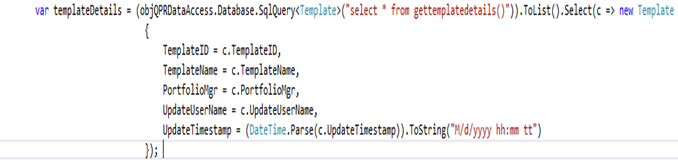 var templateDetails = (objQPRDataAccess.Database.SqlQuery<Template>("select * from gettemplatedetails()")).ToList().Select(c => new Template
{
TemplateID = c.TemplateID,
TemplateName = c.TemplateName,
PortfolioMgr = c.PortfolioMgr,
UpdateUserName = c.UpdateUserName,
UpdateTimestamp = (DateTime.Parse(c.UpdateTimestamp)).ToString("M/d/yyyy hh:mm tt")
});